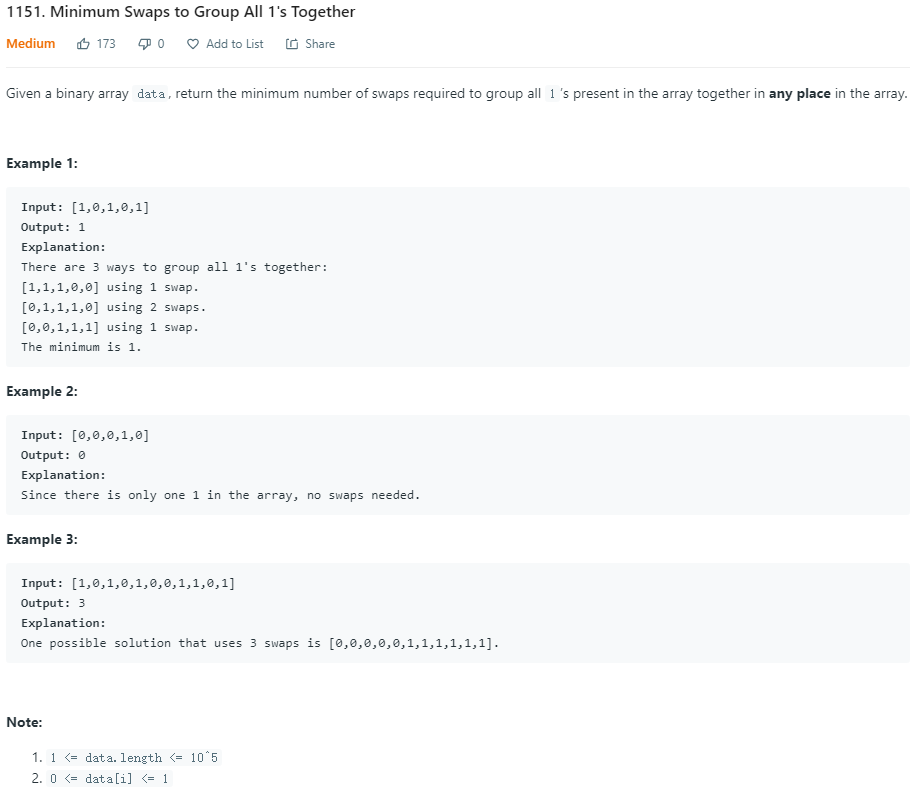 1151. Minimum Swaps to Group All 1's Together
Medium 173 0 Add to List Share
Given a binary array data, return the minimum number of swaps required to group all 1 's present in the array together in any place in the array.
Example 1:
Input: [1,0,1,0,1]
Output: 1
Explanation:
There are 3 ways to group all 1's together:
[1,1,1,0,0] using 1 swap.
[0,1,1,1,0] using 2 swaps.
[0,0,1,1,1] using 1 swap.
The minimum is 1.
Example 2:
Input: [0,0,0,1,0]
Output: 0
Explanation:
Since there is only one 1 in the array, no swaps needed.
Example 3:
Input: [1,0,1,0,1,0,0,1,1,0,1]
Output: 3
Explanation:
One possible solution that uses 3 swaps is [0,0,0,0,0,1,1,1,1,1,1].
Note:
1. 1 <= data.length <= 10^5
2. 0 <= data[i] <= 1